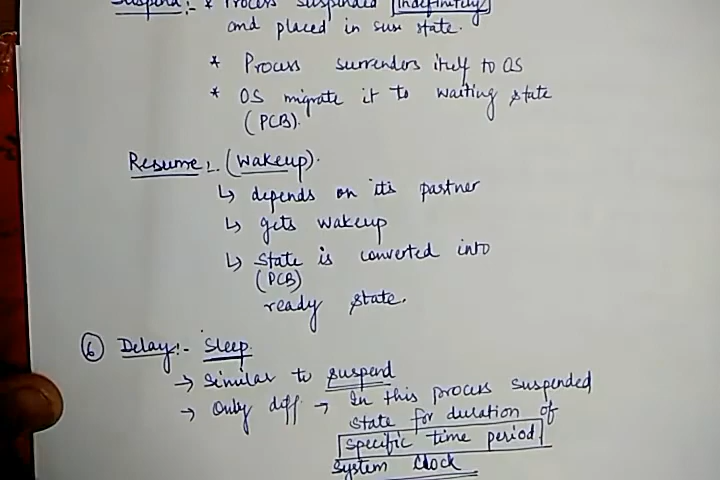 Suspend:- * Process suspended indefinitely
and placed in sus state.
* Process surrenders itself to OS
* OS migrate it to waiting state
(PCB).
Resume:. (Wakeup).
↳ depends on its partner
↳ gets wakeup
↳ State is converted into
(PCB)
ready state.
⑥ Delay:- Sleep
→ Similar to suspend
→ Only diff → In this process suspended
state for duration of
specific time period
System Clock